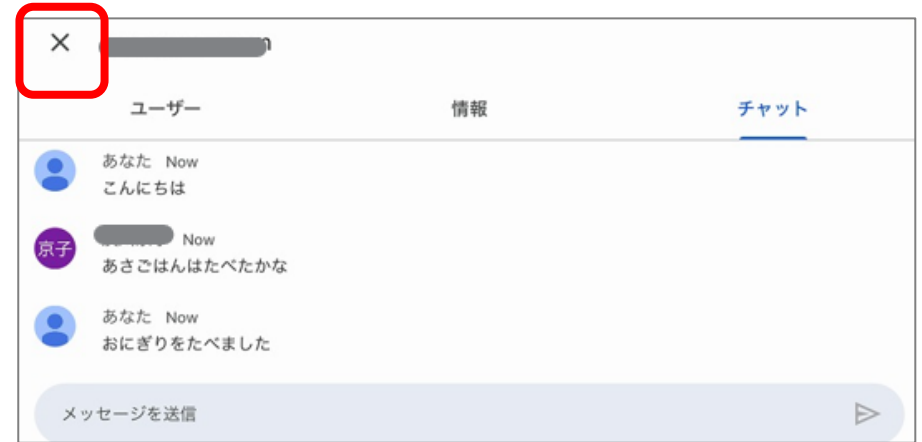 ユーザー 情報 チャット
あなた Now
こんにちは
京子 Now
あさごはんはたべたかな
あなた Now
おにぎりをたべました
メッセージを送信